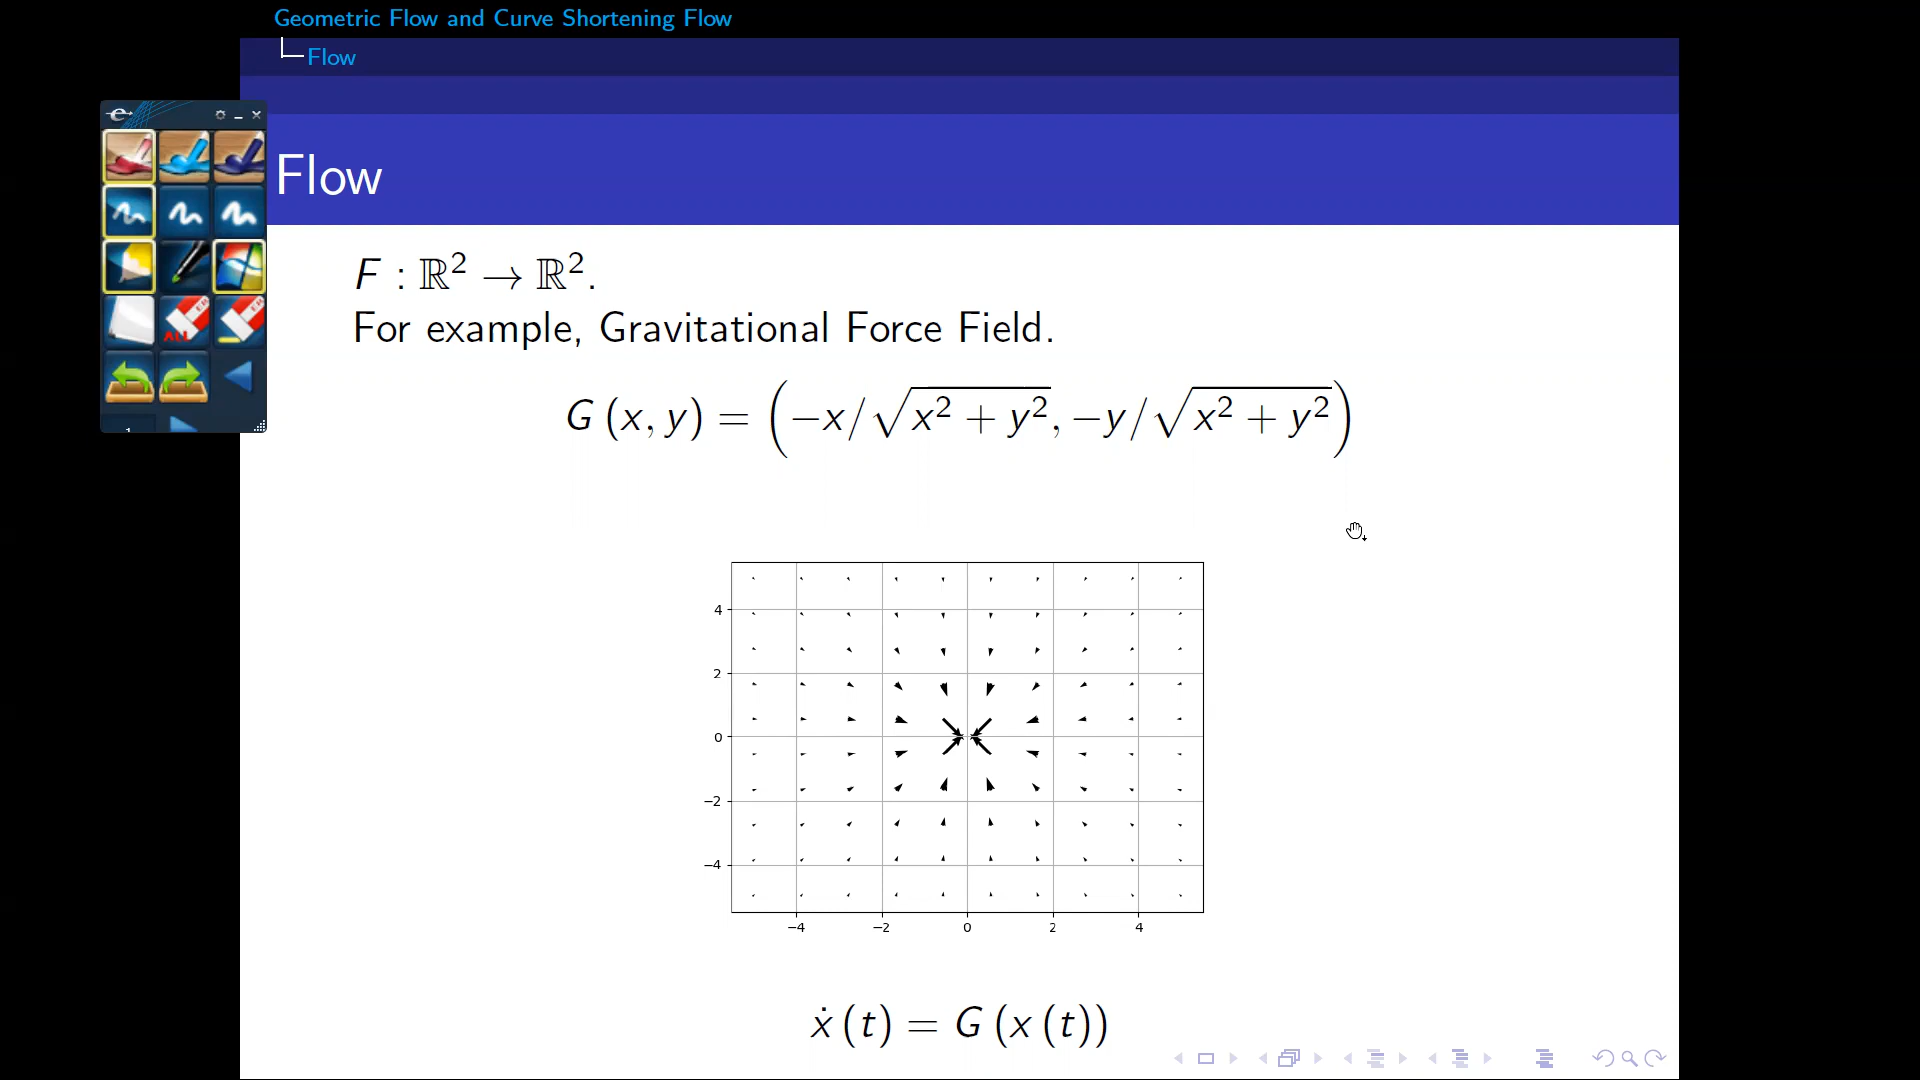 Geometric Flow and Curve Shortening Flow
Flow
Flow
F : ℝ² → ℝ².
For example, Gravitational Force Field.
G (x, y) = (−x/√(x² + y²), −y/√(x² + y²))
ALL
4
2
0
−2
−4
−4 −2 0 2 4
ẋ (t) = G (x (t))